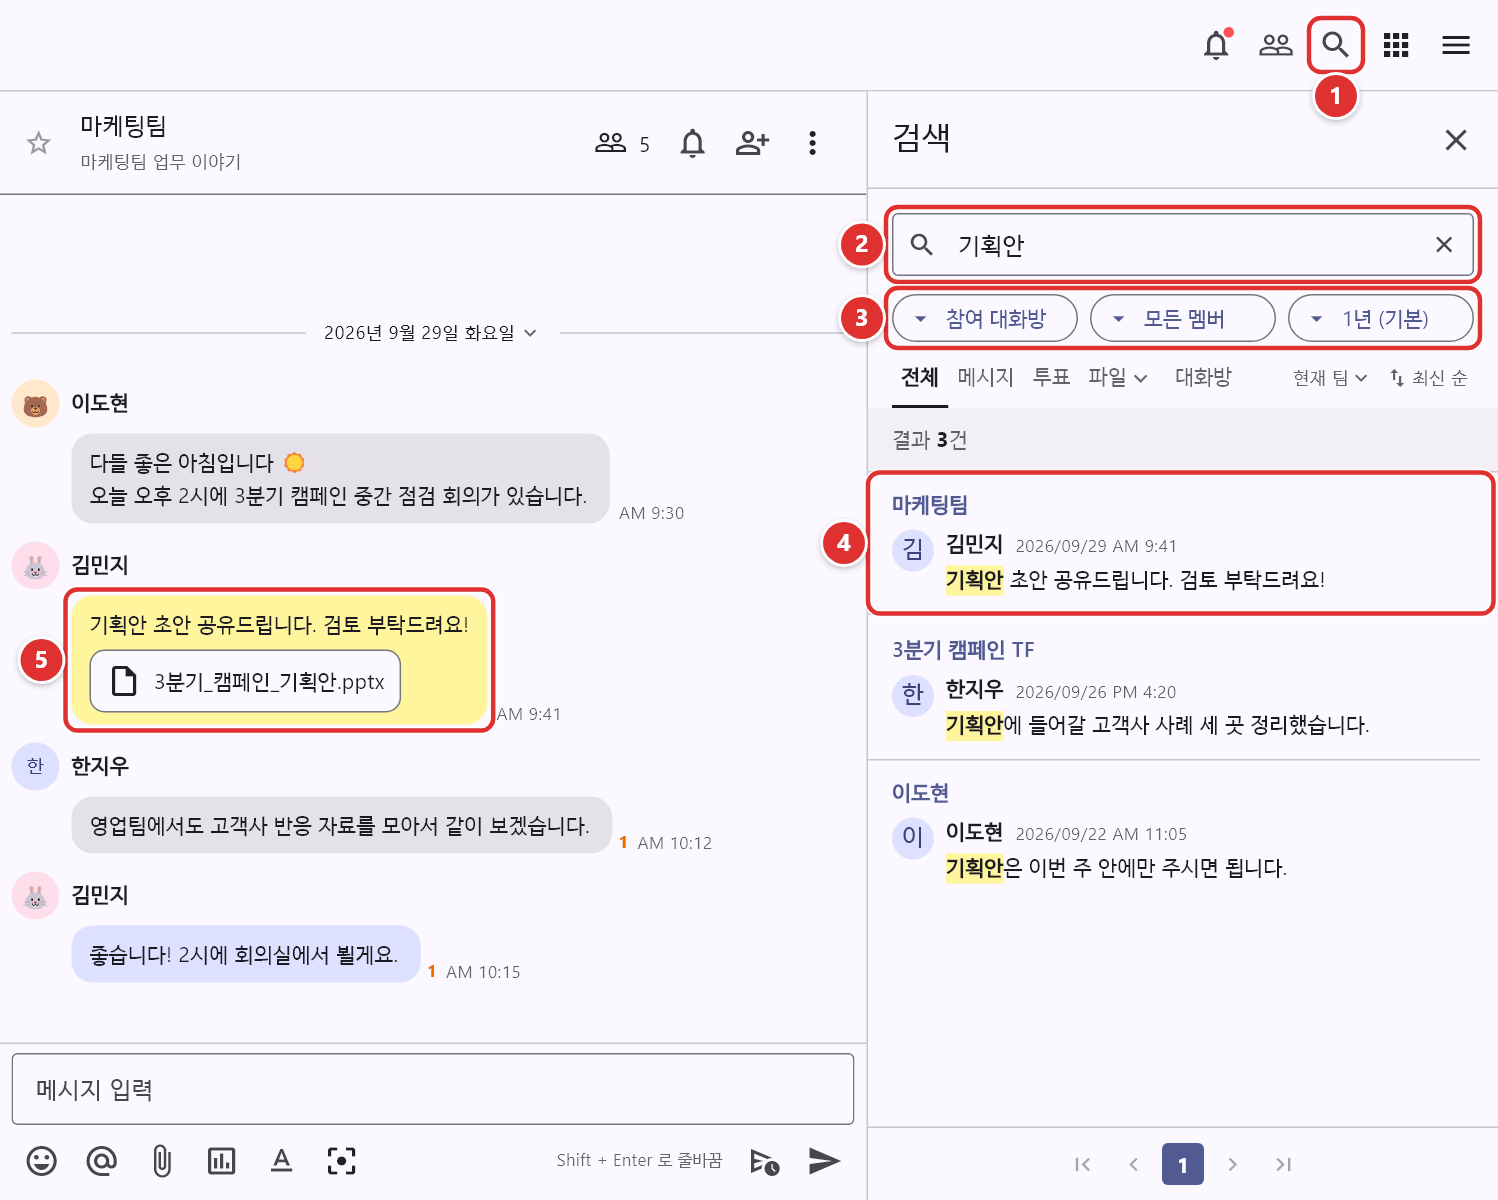 1
마케팅팀
마케팅팀 업무 이야기
5
검색
2
기획안
3
참여 대화방
모든 멤버
1년 (기본)
2026년 9월 29일 화요일
전체
메시지
투표
파일
대화방
현재 팀
최신 순
결과 3건
이도현
다들 좋은 아침입니다
오늘 오후 2시에 3분기 캠페인 중간 점검 회의가 있습니다.
AM 9:30
김민지
5
기획안 초안 공유드립니다. 검토 부탁드려요!
3분기_캠페인_기획안.pptx
AM 9:41
한
한지우
영업팀에서도 고객사 반응 자료를 모아서 같이 보겠습니다.
1 AM 10:12
김민지
좋습니다! 2시에 회의실에서 뵐게요.
1 AM 10:15
메시지 입력
Shift + Enter 로 줄바꿈
4
마케팅팀
김
김민지 2026/09/29 AM 9:41
기획안 초안 공유드립니다. 검토 부탁드려요!
3분기 캠페인 TF
한
한지우 2026/09/26 PM 4:20
기획안에 들어갈 고객사 사례 세 곳 정리했습니다.
이도현
이
이도현 2026/09/22 AM 11:05
기획안은 이번 주 안에만 주시면 됩니다.
1